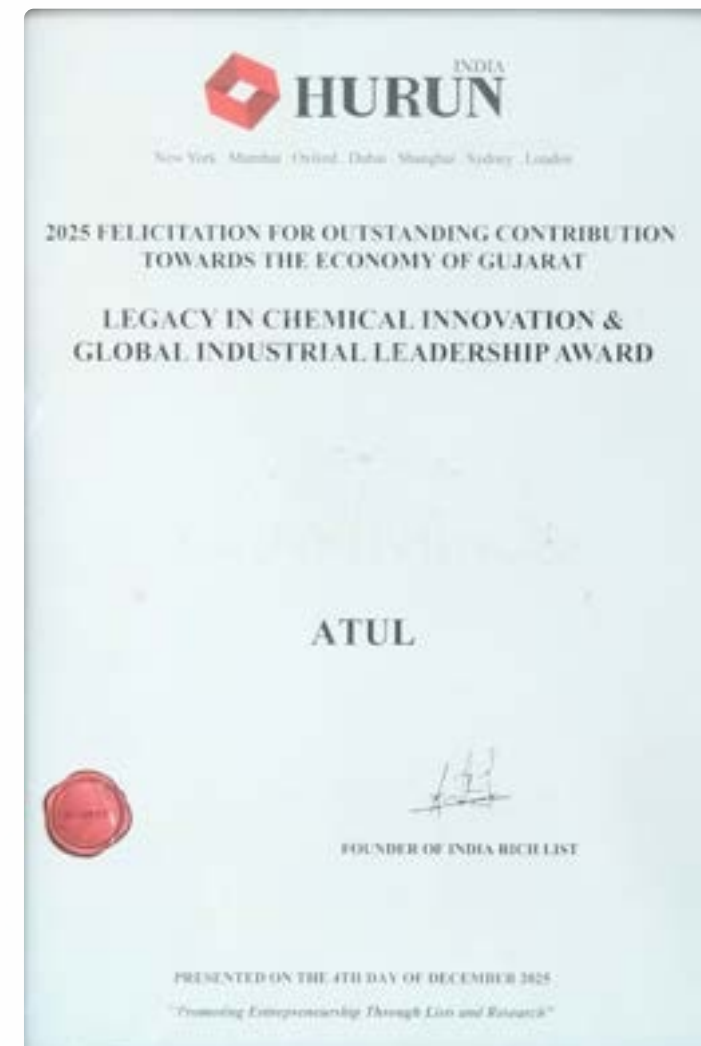 INDIA
HURUN
New York . Mumbai . Oxford . Dubai . Shanghai . Sydney . London
2025 FELICITATION FOR OUTSTANDING CONTRIBUTION
TOWARDS THE ECONOMY OF GUJARAT
LEGACY IN CHEMICAL INNOVATION &
GLOBAL INDUSTRIAL LEADERSHIP AWARD
ATUL
FOUNDER OF INDIA RICH LIST
PRESENTED ON THE 4TH DAY OF DECEMBER 2025
"Promoting Entrepreneurship Through Lists and Research"